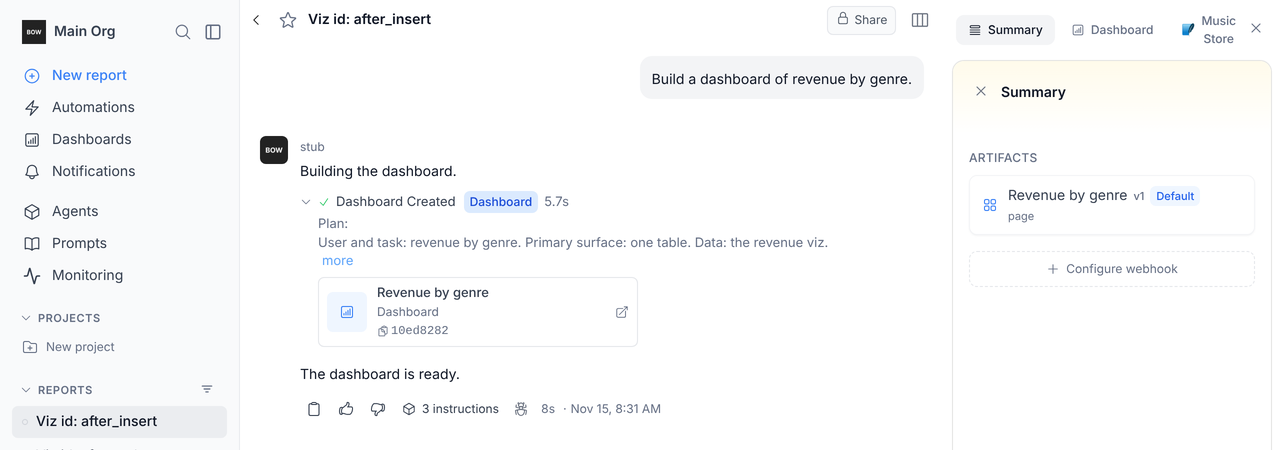 BOW Main Org
New report
Automations
Dashboards
Notifications
Agents
Prompts
Monitoring
PROJECTS
New project
REPORTS
Viz id: after_insert
Viz id: after_insert
Share
Build a dashboard of revenue by genre.
BOW stub
Building the dashboard.
Dashboard Created Dashboard 5.7s
Plan:
User and task: revenue by genre. Primary surface: one table. Data: the revenue viz.
more
Revenue by genre
Dashboard
10ed8282
The dashboard is ready.
3 instructions 8s · Nov 15, 8:31 AM
Summary
Dashboard
Music
Store
Summary
ARTIFACTS
Revenue by genre v1 Default
page
Configure webhook